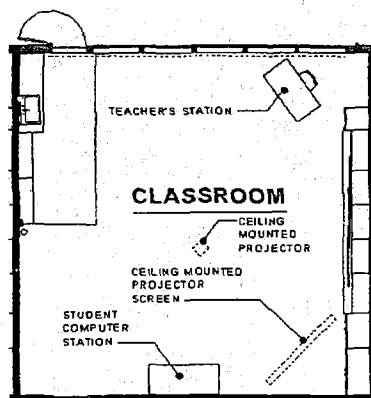 TEACHER'S STATION
CLASSROOM
CEILING
MOUNTED
PROJECTOR
CEILING MOUNTED
PROJECTOR
SCREEN
STUDENT
COMPUTER
STATION